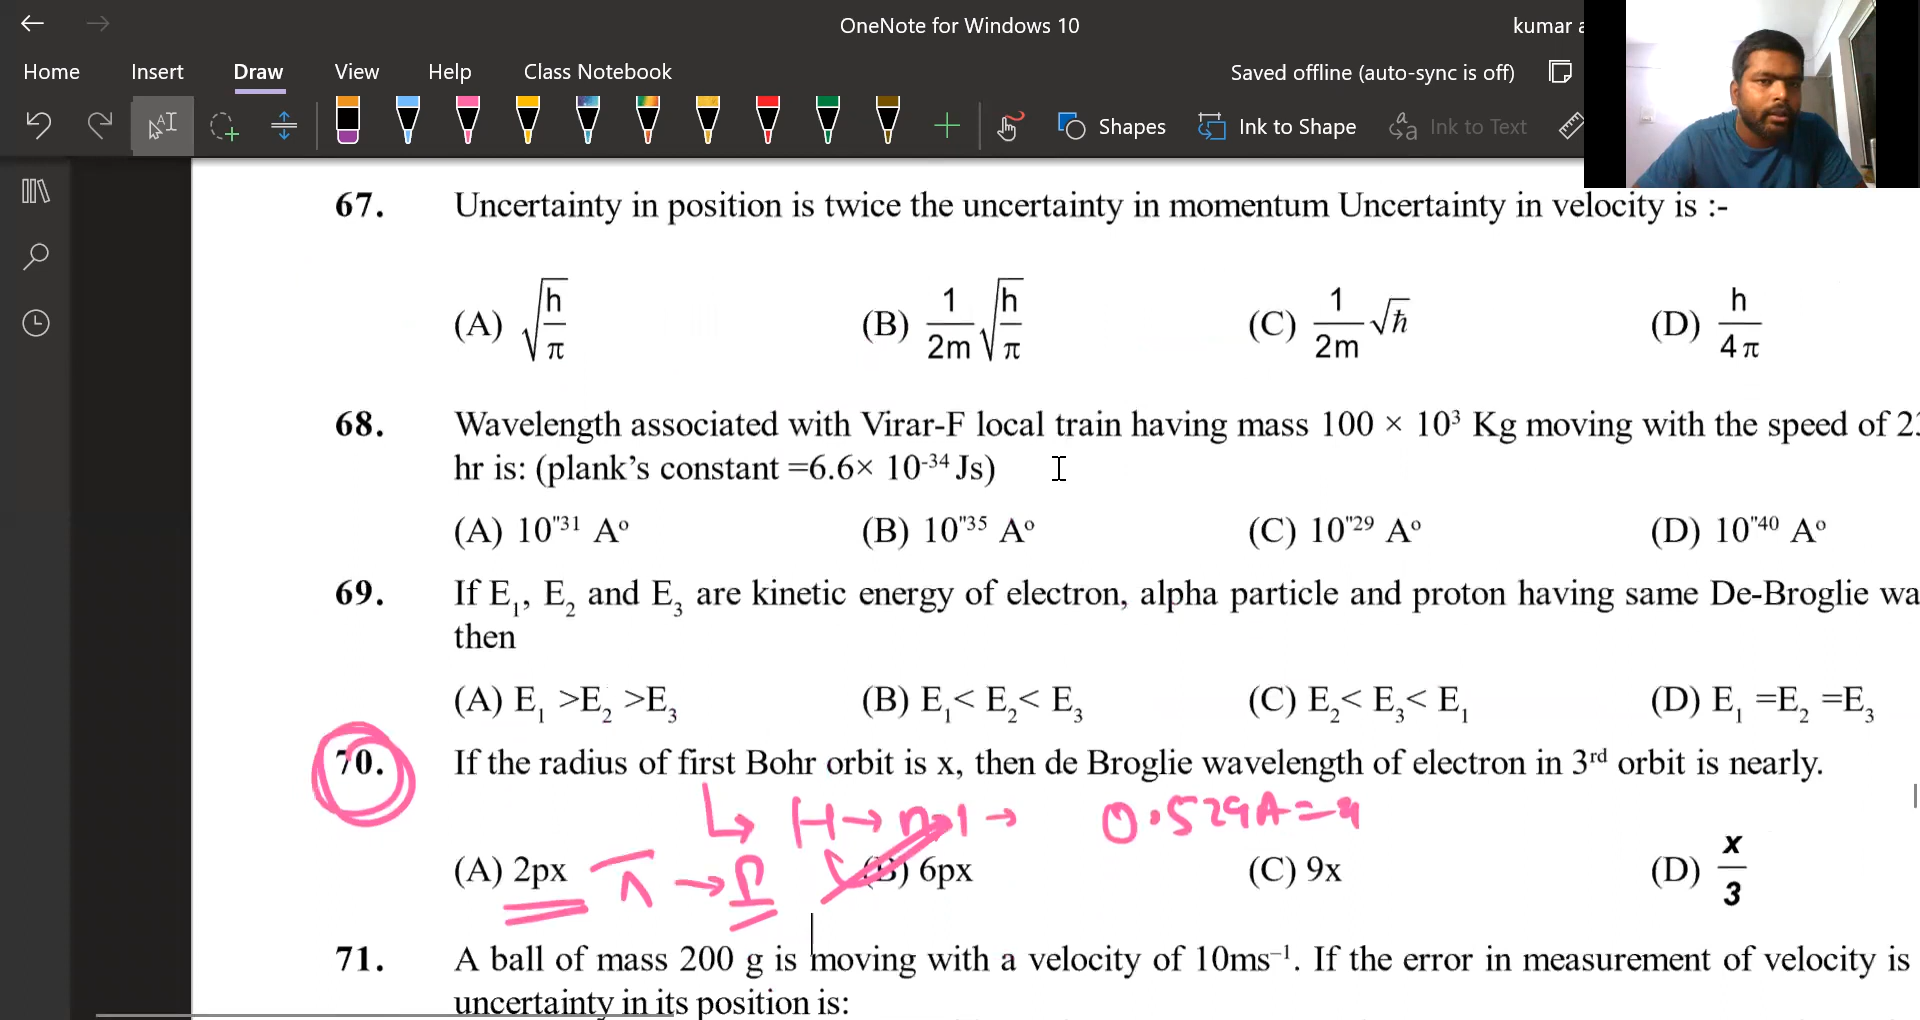 OneNote for Windows 10
kumar a
Home Insert Draw View Help Class Notebook
Saved offline (auto-sync is off)
Shapes Ink to Shape Ink to Text
67. Uncertainty in position is twice the uncertainty in momentum Uncertainty in velocity is :-
(A) √(h/π) (B) 1/2m √(h/π) (C) 1/2m √ħ (D) h/4π
68. Wavelength associated with Virar-F local train having mass 100 × 10³ Kg moving with the speed of
hr is: (plank’s constant =6.6× 10⁻³⁴ Js)
(A) 10"³¹ Aᵒ (B) 10"³⁵ Aᵒ (C) 10"²⁹ Aᵒ (D) 10"⁴⁰ Aᵒ
69. If E₁, E₂ and E₃ are kinetic energy of electron, alpha particle and proton having same De-Broglie wa
then
(A) E₁ >E₂ >E₃ (B) E₁< E₂< E₃ (C) E₂< E₃< E₁ (D) E₁ =E₂ =E₃
70. If the radius of first Bohr orbit is x, then de Broglie wavelength of electron in 3ʳᵈ orbit is nearly.
H→ n=1 → 0.529A=
(A) 2px π → P (B) 6px (C) 9x (D) x/3
71. A ball of mass 200 g is moving with a velocity of 10ms⁻¹. If the error in measurement of velocity is
uncertainty in its position is: